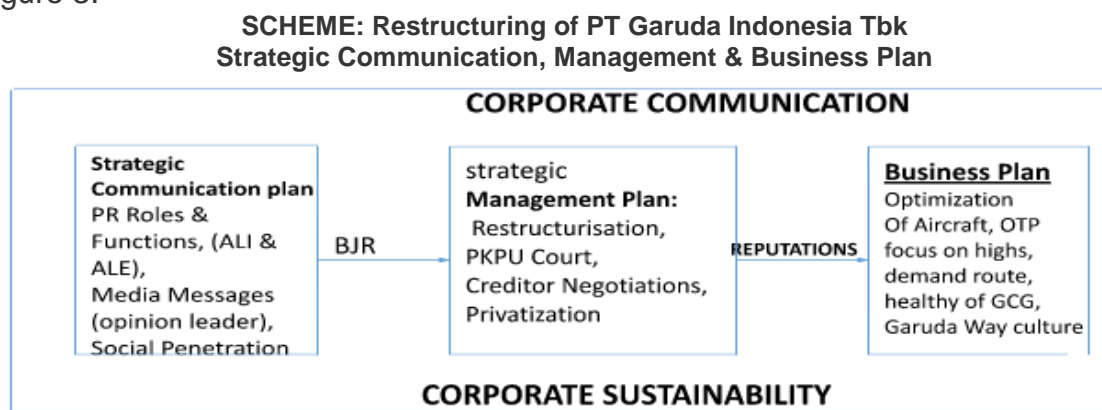 SCHEME: Restructuring of PT Garuda Indonesia Tbk
Strategic Communication, Management & Business Plan
CORPORATE COMMUNICATION
Strategic
Communication plan
PR Roles &
Functions, (ALI &
ALE),
Media Messages
(opinion leader),
Social Penetration
BJR
strategic
Management Plan:
Restructurisation,
PKPU Court,
Creditor Negotiations,
Privatization
REPUTATIONS
Business Plan
Optimization
Of Aircraft, OTP
focus on highs,
demand route,
healthy of GCG,
Garuda Way culture
CORPORATE SUSTAINABILITY